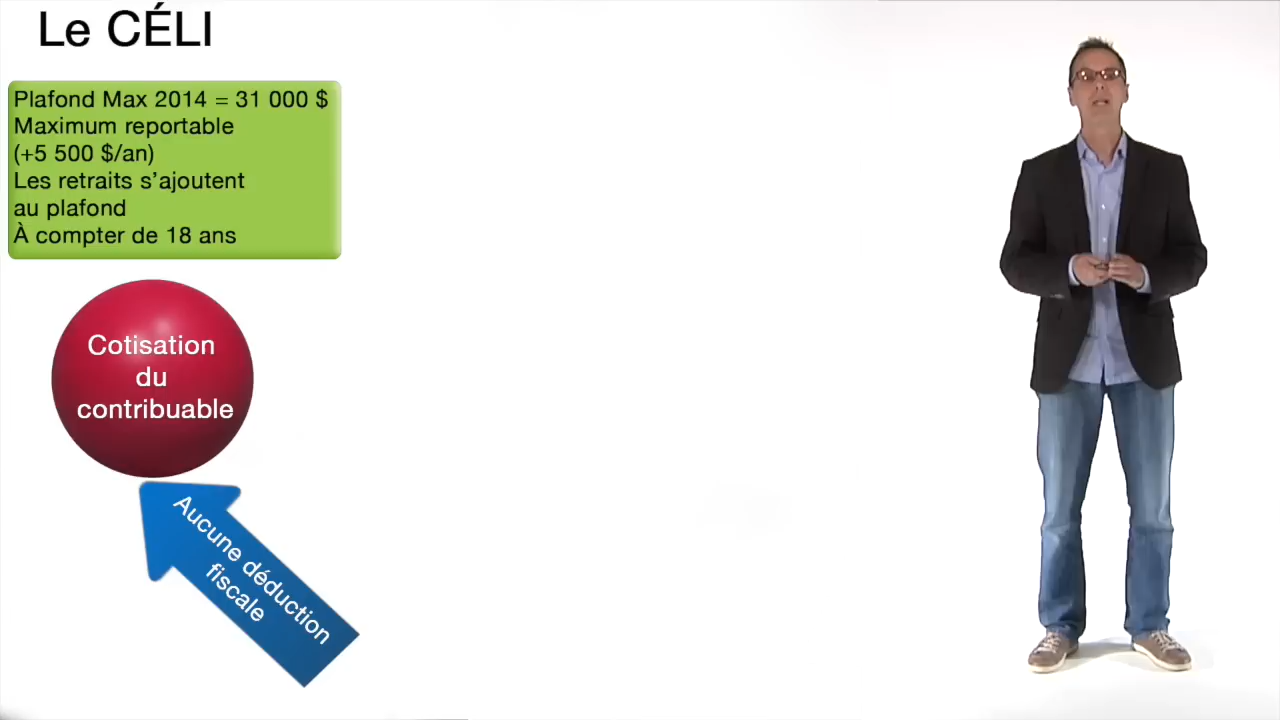 Le CÉLI
Plafond Max 2014 = 31 000 $
Maximum reportable
(+5 500 $/an)
Les retraits s’ajoutent
au plafond
À compter de 18 ans
Cotisation
du
contribuable
Aucune déduction
fiscale